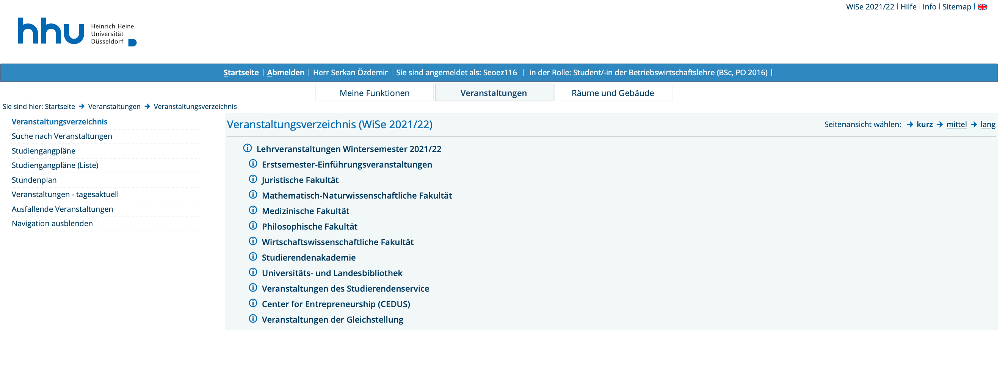 WiSe 2021/22 | Hilfe | Info | Sitemap |
hhu
Heinrich Heine
Universität
Düsseldorf
Startseite | Abmelden | Herr Serkan Özdemir | Sie sind angemeldet als: Seoez116 | in der Rolle: Student/-in der Betriebswirtschaftslehre (BSc, PO 2016) |
Meine Funktionen Veranstaltungen Räume und Gebäude
Sie sind hier: Startseite → Veranstaltungen → Veranstaltungsverzeichnis
Veranstaltungsverzeichnis
Suche nach Veranstaltungen
Studiengangpläne
Studiengangpläne (Liste)
Stundenplan
Veranstaltungen - tagesaktuell
Ausfallende Veranstaltungen
Navigation ausblenden
Veranstaltungsverzeichnis (WiSe 2021/22)
Seitenansicht wählen: → kurz → mittel → lang
Lehrveranstaltungen Wintersemester 2021/22
Erstsemester-Einführungsveranstaltungen
Juristische Fakultät
Mathematisch-Naturwissenschaftliche Fakultät
Medizinische Fakultät
Philosophische Fakultät
Wirtschaftswissenschaftliche Fakultät
Studierendenakademie
Universitäts- und Landesbibliothek
Veranstaltungen des Studierendenservice
Center for Entrepreneurship (CEDUS)
Veranstaltungen der Gleichstellung